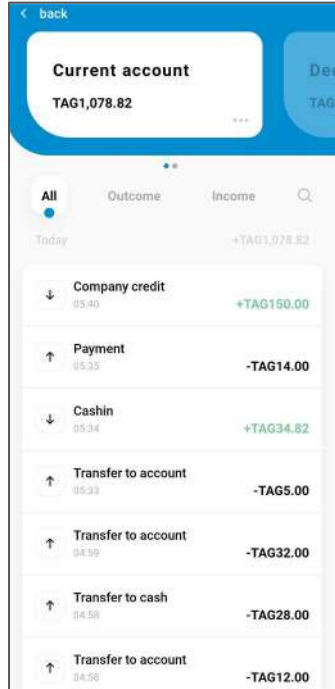 back
Current account
TAG1,078.82
All Outcome Income
Today +TAG1,078.82
Company credit
05:40 +TAG150.00
Payment
05:35 -TAG14.00
Cashin
05:34 +TAG34.82
Transfer to account
05:33 -TAG5.00
Transfer to account
04:59 -TAG32.00
Transfer to cash
04:58 -TAG28.00
Transfer to account
04:58 -TAG12.00